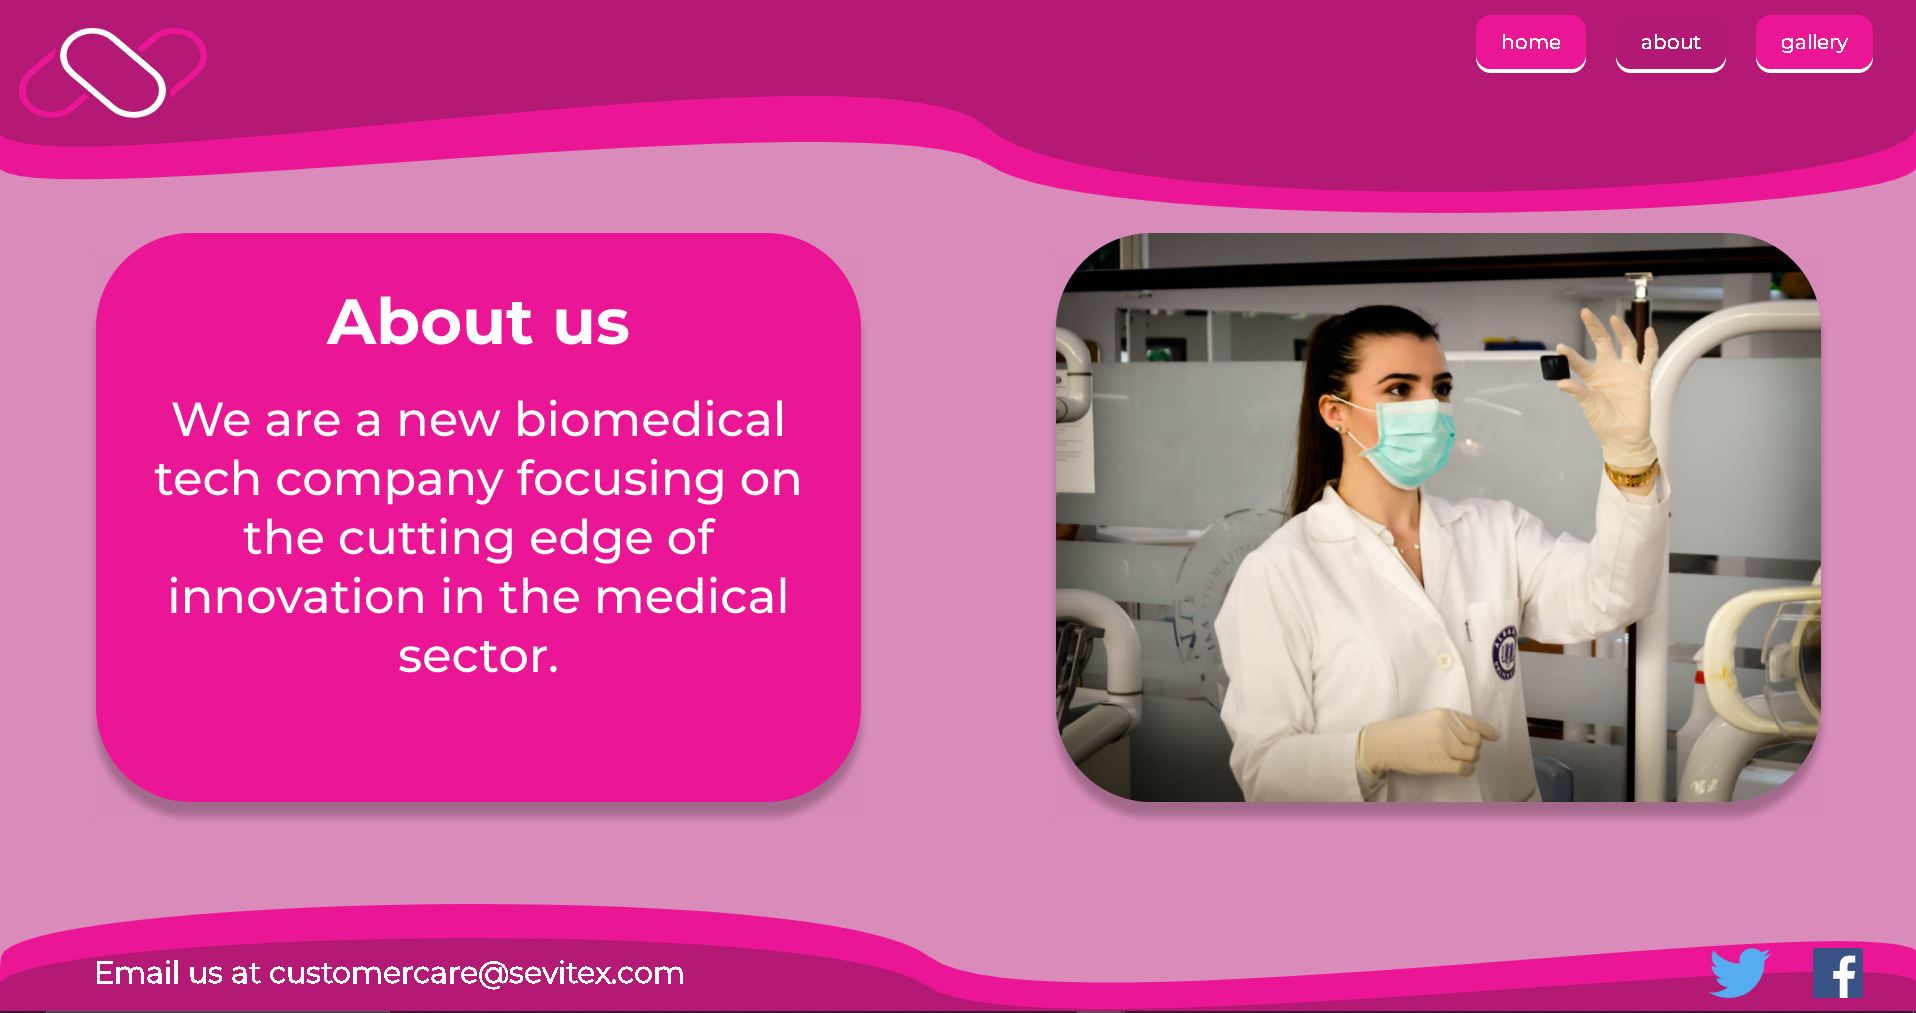 home
about
gallery
About us
We are a new biomedical
tech company focusing on
the cutting edge of
innovation in the medical
sector.
Email us at customercare@sevitex.com